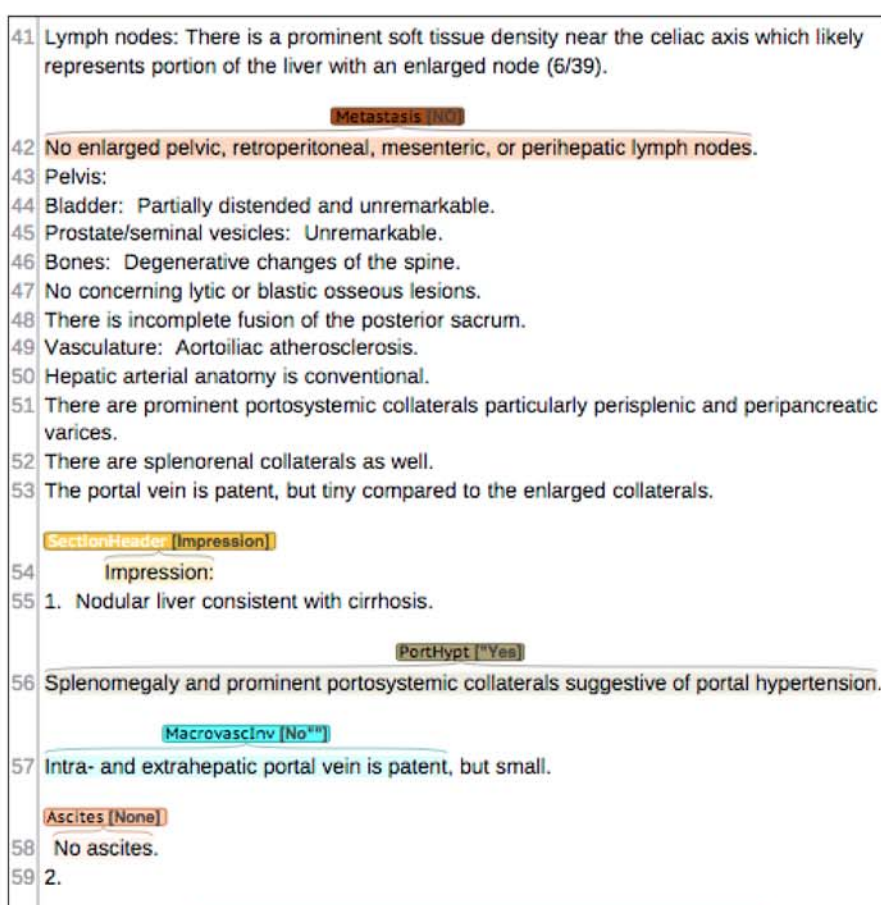 41 Lymph nodes: There is a prominent soft tissue density near the celiac axis which likely
represents portion of the liver with an enlarged node (6/39).
Metastasis [NO]
42 No enlarged pelvic, retroperitoneal, mesenteric, or perihepatic lymph nodes.
43 Pelvis:
44 Bladder: Partially distended and unremarkable.
45 Prostate/seminal vesicles: Unremarkable.
46 Bones: Degenerative changes of the spine.
47 No concerning lytic or blastic osseous lesions.
48 There is incomplete fusion of the posterior sacrum.
49 Vasculature: Aortoiliac atherosclerosis.
50 Hepatic arterial anatomy is conventional.
51 There are prominent portosystemic collaterals particularly perisplenic and peripancreatic
varices.
52 There are splenorenal collaterals as well.
53 The portal vein is patent, but tiny compared to the enlarged collaterals.
SectionHeader [Impression]
54 Impression:
55 1. Nodular liver consistent with cirrhosis.
PortHypt ["Yes]
56 Splenomegaly and prominent portosystemic collaterals suggestive of portal hypertension.
MacrovascInv [No""]
57 Intra- and extrahepatic portal vein is patent, but small.
Ascites [None]
58 No ascites.
59 2.